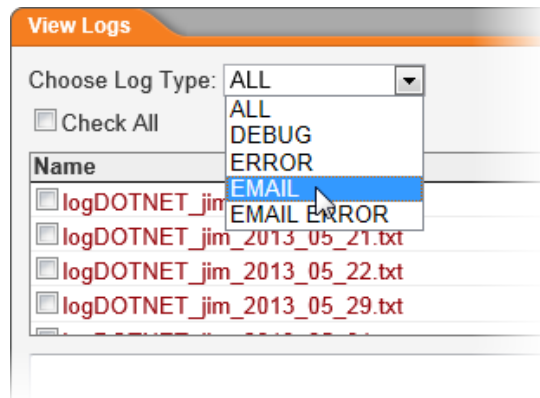 View Logs
Choose Log Type: ALL
ALL
Check All
DEBUG
ERROR
EMAIL
EMAIL ERROR
Name
logDOTNET_jim
logDOTNET_jim_2013_05_21.txt
logDOTNET_jim_2013_05_22.txt
logDOTNET_jim_2013_05_29.txt